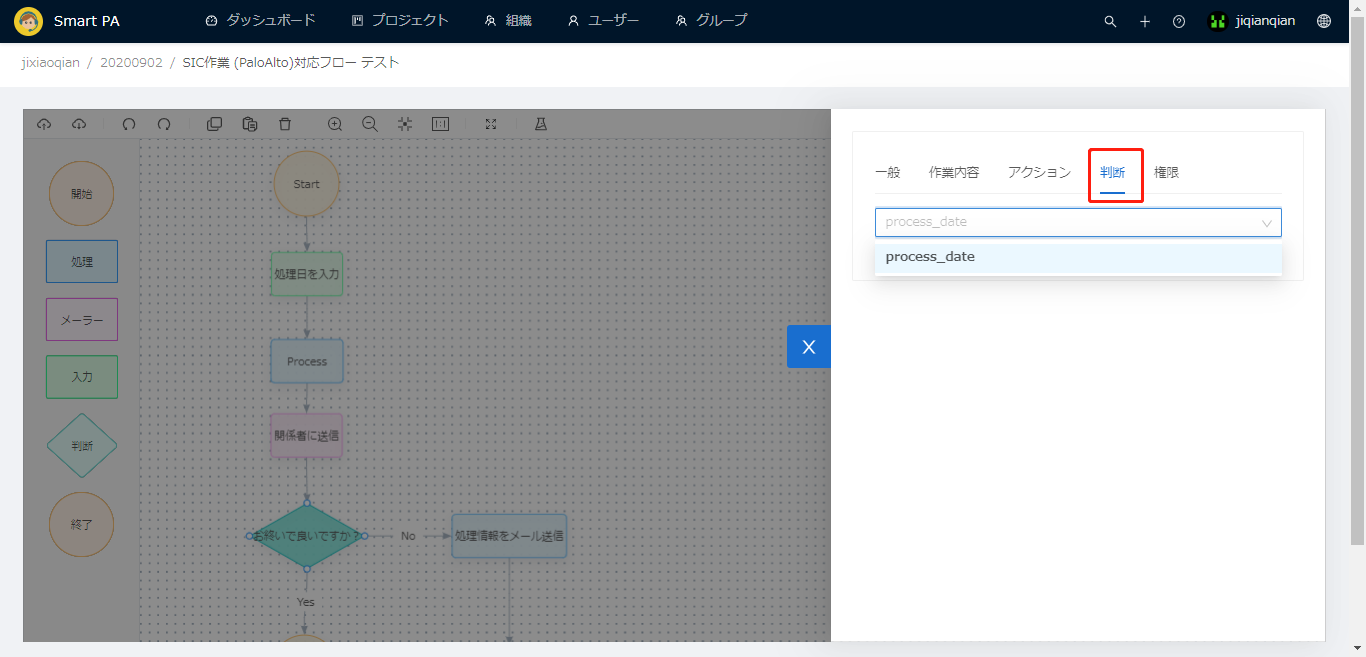 Smart PA ダッシュボード プロジェクト 組織 ユーザー グループ jiqianqian
jixiaoqian / 20200902 / SIC作業 (PaloAlto)対応フロー テスト
開始
処理
メーラー
入力
判断
終了
Start
処理日を入力
Process
関係者に送信
お終いで良いですか？
No
処理情報をメール送信
Yes
X
一般 作業内容 アクション 判断 権限
process_date
process_date